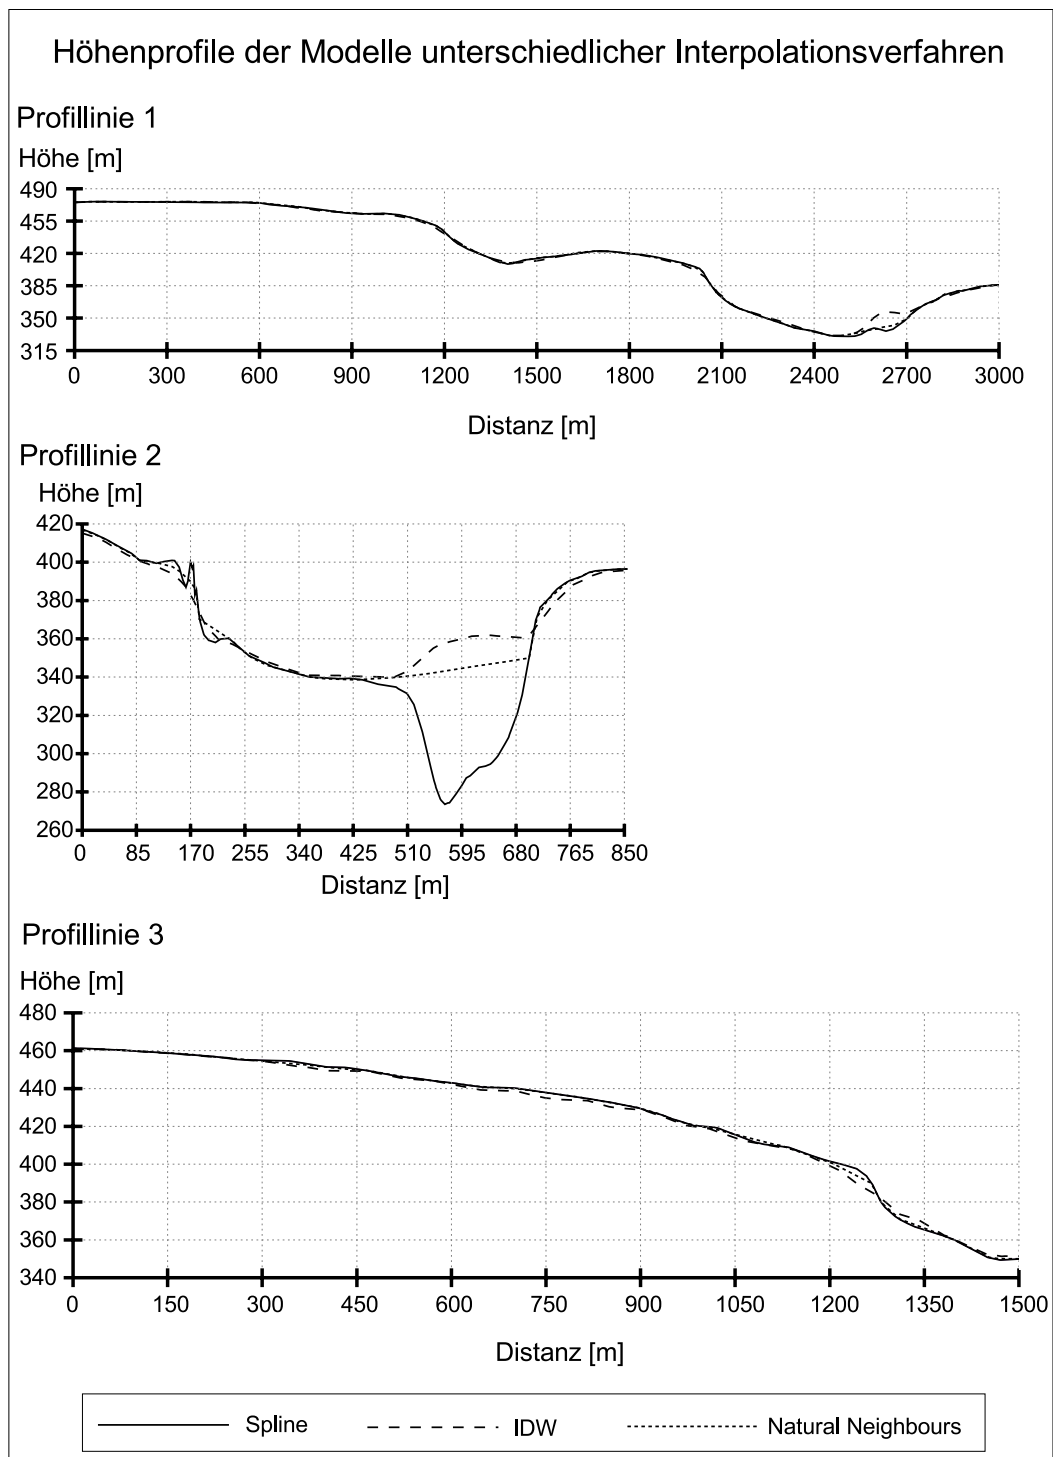 Höhenprofile der Modelle unterschiedlicher Interpolationsverfahren
Profillinie 1
Höhe [m]
490
455
420
385
350
315
0 300 600 900 1200 1500 1800 2100 2400 2700 3000
Distanz [m]
Profillinie 2
Höhe [m]
420
400
380
360
340
320
300
280
260
0 85 170 255 340 425 510 595 680 765 850
Distanz [m]
Profillinie 3
Höhe [m]
480
460
440
420
400
380
360
340
0 150 300 450 600 750 900 1050 1200 1350 1500
Distanz [m]
Spline IDW Natural Neighbours